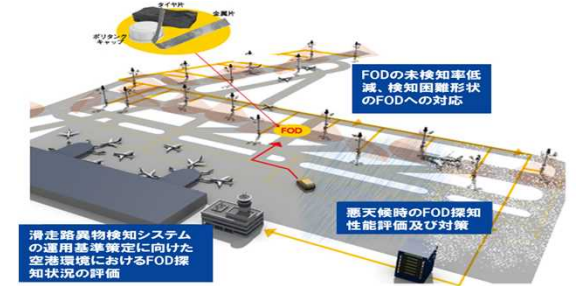 タイヤ片
金属片
ポリタンク
キャップ
FODの未検知率低
減、検知困難形状
のFODへの対応
FOD
悪天候時のFOD探知
性能評価及び対策
滑走路異物検知システム
の運用基準策定に向けた
空港環境におけるFOD探
知状況の評価